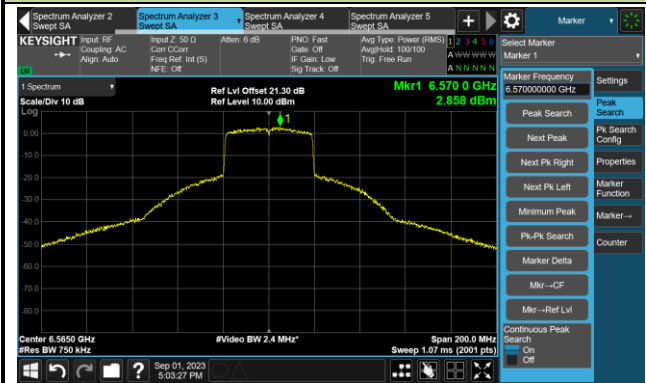 Spectrum Analyzer 2
Swept SA
Spectrum Analyzer 3
Swept SA
Spectrum Analyzer 4
Swept SA
Spectrum Analyzer 5
Swept SA
+
Marker
KEYSIGHT
Input: RF
Coupling: AC
Align: Auto
Input Z: 50 Ω
Corr CCorr
Freq Ref: Int (S)
NFE: Off
Atten: 6 dB
PNO: Fast
Gate: Off
IF Gain: Low
Sig Track: Off
Avg Type: Power (RMS)
Avg|Hold: 100/100
Trig: Free Run
1 2 3 4 5 6
A W W W W W
A N N N N N
Select Marker
Marker 1
1 Spectrum
Scale/Div 10 dB
Ref Lvl Offset 21.30 dB
Ref Level 10.00 dBm
Mkr1 6.570 0 GHz
2.858 dBm
Log
1
0.00
-10.0
-20.0
-30.0
-40.0
-50.0
-60.0
-70.0
-80.0
Center 6.5650 GHz
#Res BW 750 kHz
#Video BW 2.4 MHz*
Span 200.0 MHz
Sweep 1.07 ms (2001 pts)
Marker Frequency
6.570000000 GHz
Peak Search
Next Peak
Next Pk Right
Next Pk Left
Minimum Peak
Pk-Pk Search
Marker Delta
Mkr→CF
Mkr→Ref Lvl
Continuous Peak
Search
On
Off
Settings
Peak
Search
Pk Search
Config
Properties
Marker
Function
Marker→
Counter
Sep 01, 2023
5:03:27 PM